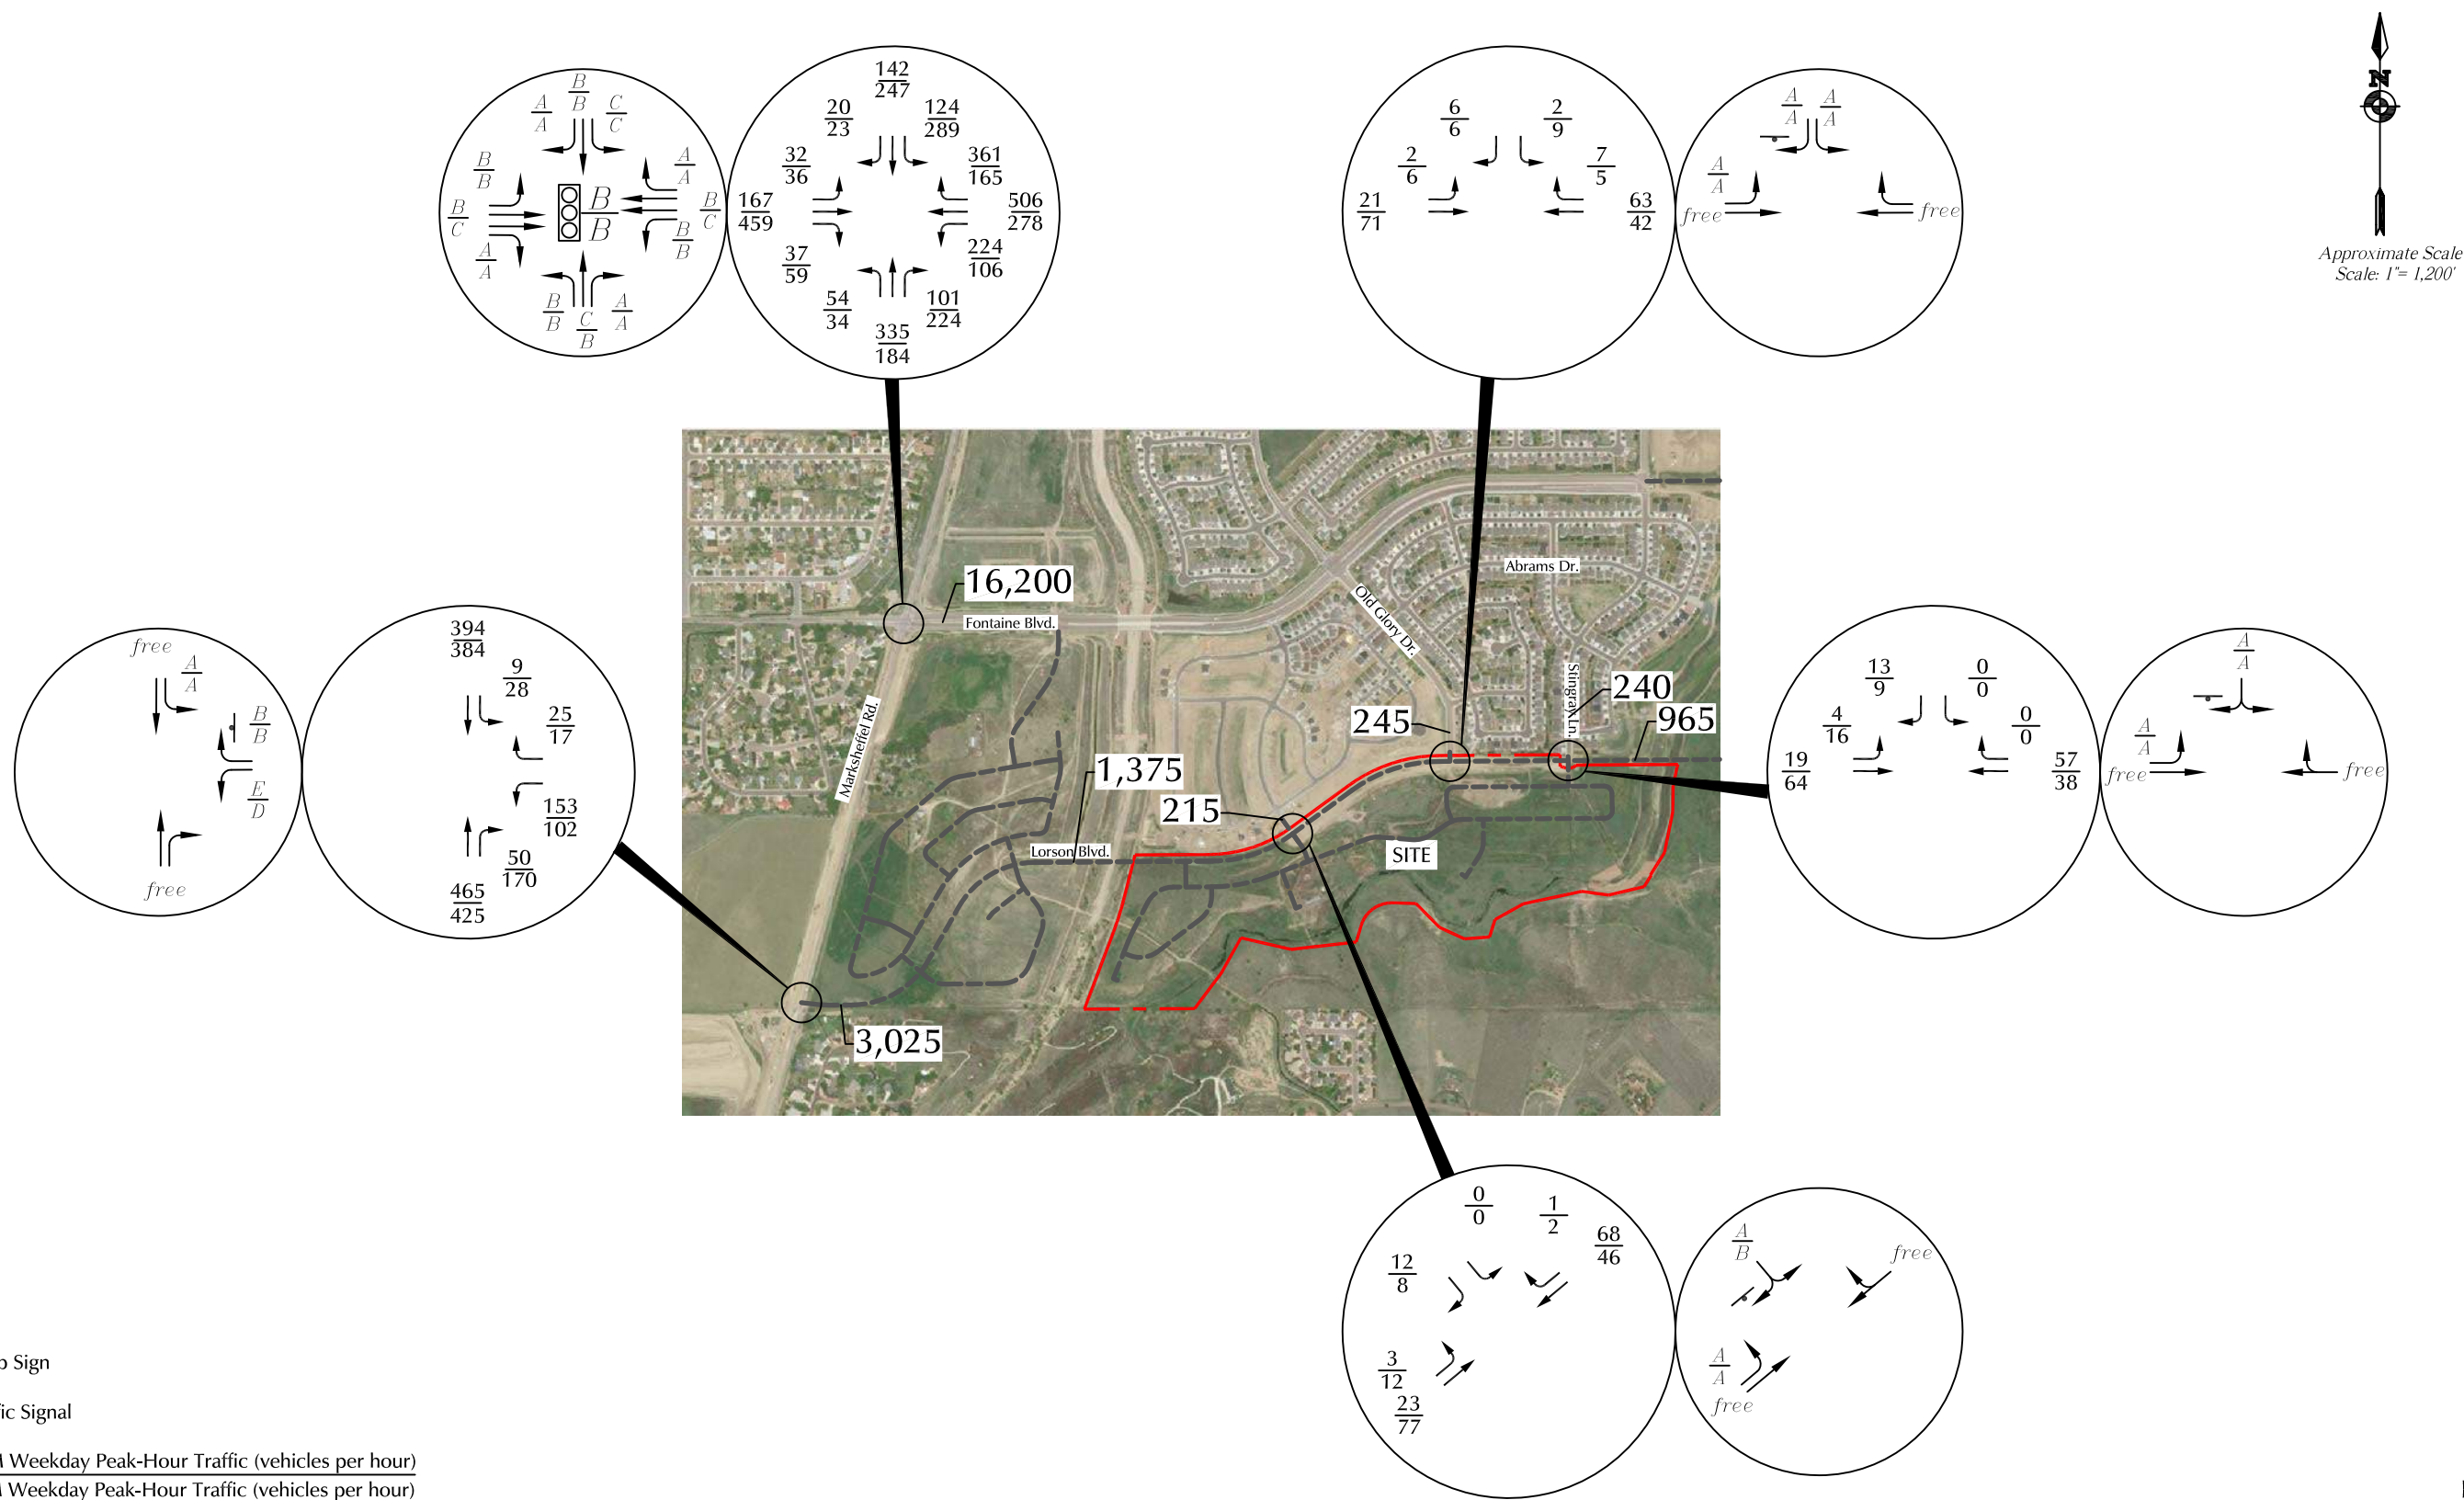 142
247
20
23
124
289
32
36
361
165
167
459
506
278
37
59
224
106
54
34
101
224
335
184
A
A
B
B
C
C
B
B
A
A
B
C
B
B
B
C
A
A
B
B
B
B
C
B
A
A
6
6
2
9
2
6
7
5
21
71
63
42
A
A
A
A
A
A
free
free
N
Approximate Scale
Scale: 1"= 1,200'
free
A
A
B
B
E
D
free
394
384
9
28
25
17
153
102
50
170
465
425
16,200
Fontaine Blvd.
Abrams Dr.
Old Glory Dr.
Stingray Ln.
240
245
965
Marksheffel Rd.
1,375
215
Lorson Blvd.
SITE
3,025
13
9
0
0
4
16
0
0
19
64
57
38
A
A
A
A
free
free
0
0
1
2
68
46
12
8
3
12
23
77
A
B
free
A
A
free
Sign
Signal
Weekday Peak-Hour Traffic (vehicles per hour)
Weekday Peak-Hour Traffic (vehicles per hour)